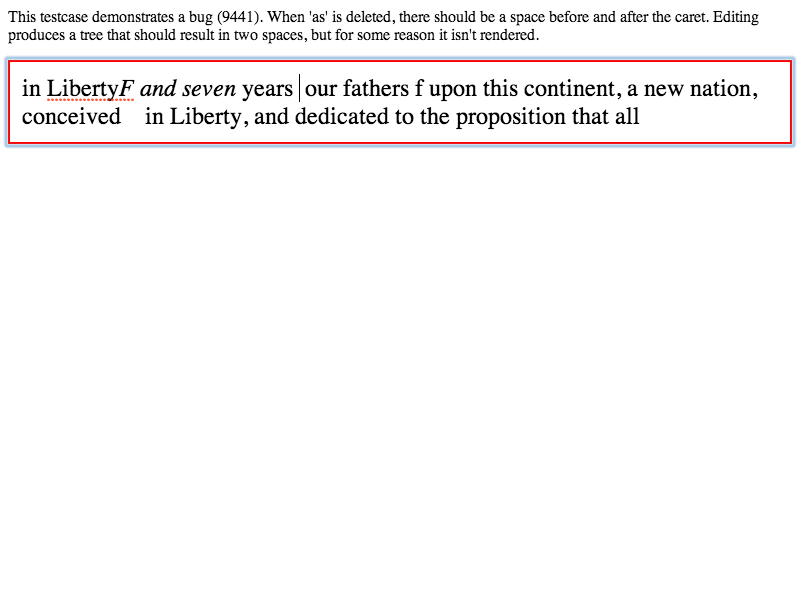 This testcase demonstrates a bug (9441). When 'as' is deleted, there should be a space before and after the caret. Editing
produces a tree that should result in two spaces, but for some reason it isn't rendered.
in LibertyF and seven years our fathers f upon this continent, a new nation,
conceived    in Liberty, and dedicated to the proposition that all